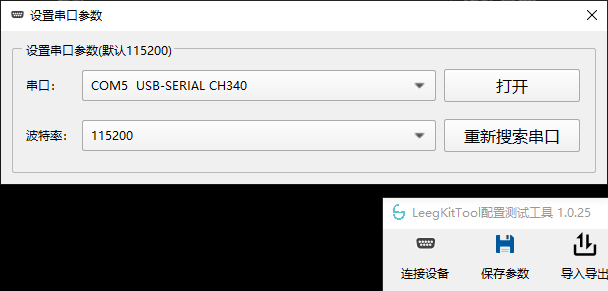 设置串口参数
设置串口参数(默认115200)
串口:
COM5 USB-SERIAL CH340
打开
波特率:
115200
重新搜索串口
LeegKitTool配置测试工具 1.0.25
连接设备
保存参数
导入导出